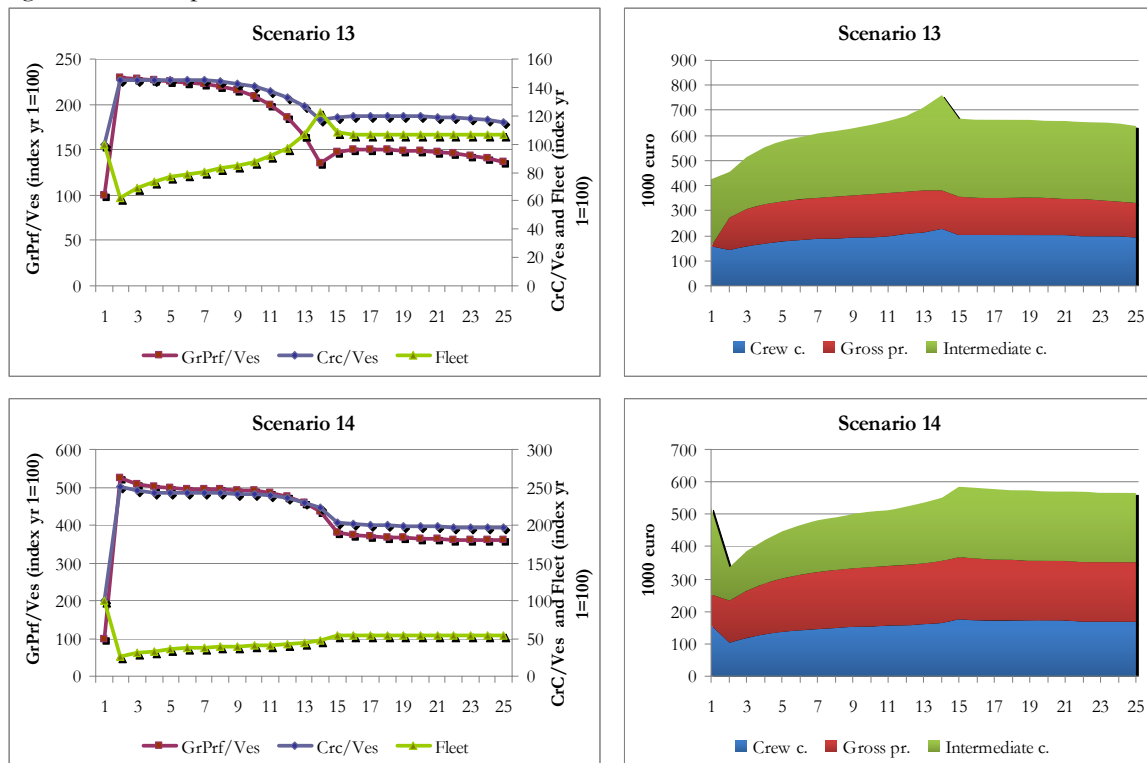 Scenario 13
GrPrf/Ves (index yr 1=100)
250
200
150
100
50
0
160
140
120
100
80
60
40
20
0
CrC/Ves and Fleet (index yr
1=100)
1 3 5 7 9 11 13 15 17 19 21 23 25
GrPrf/Ves Crc/Ves Fleet
Scenario 13
1000 euro
900
800
700
600
500
400
300
200
100
0
1 3 5 7 9 11 13 15 17 19 21 23 25
Crew c. Gross pr. Intermediate c.
Scenario 14
GrPrf/Ves (index yr 1=100)
600
500
400
300
200
100
0
300
250
200
150
100
50
0
CrC/Ves and Fleet (index yr
1=100)
1 3 5 7 9 11 13 15 17 19 21 23 25
GrPrf/Ves Crc/Ves Fleet
Scenario 14
1000 euro
700
600
500
400
300
200
100
0
1 3 5 7 9 11 13 15 17 19 21 23 25
Crew c. Gross pr. Intermediate c.